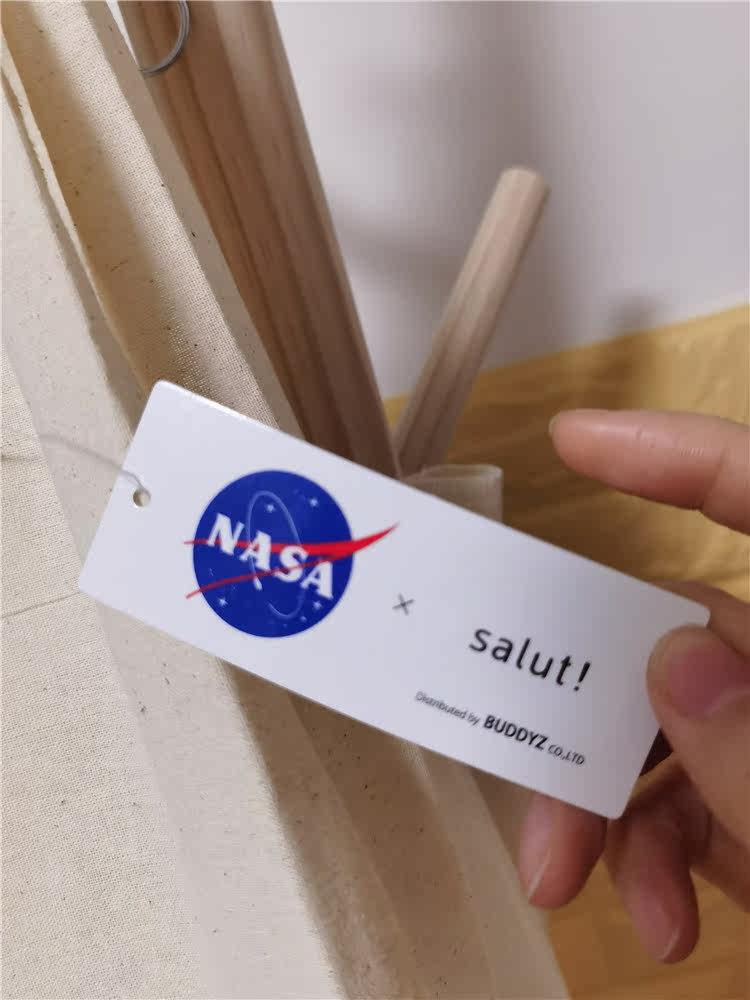 NASA
×
salut!
Distributed by BUDDYZ CO.,LTD